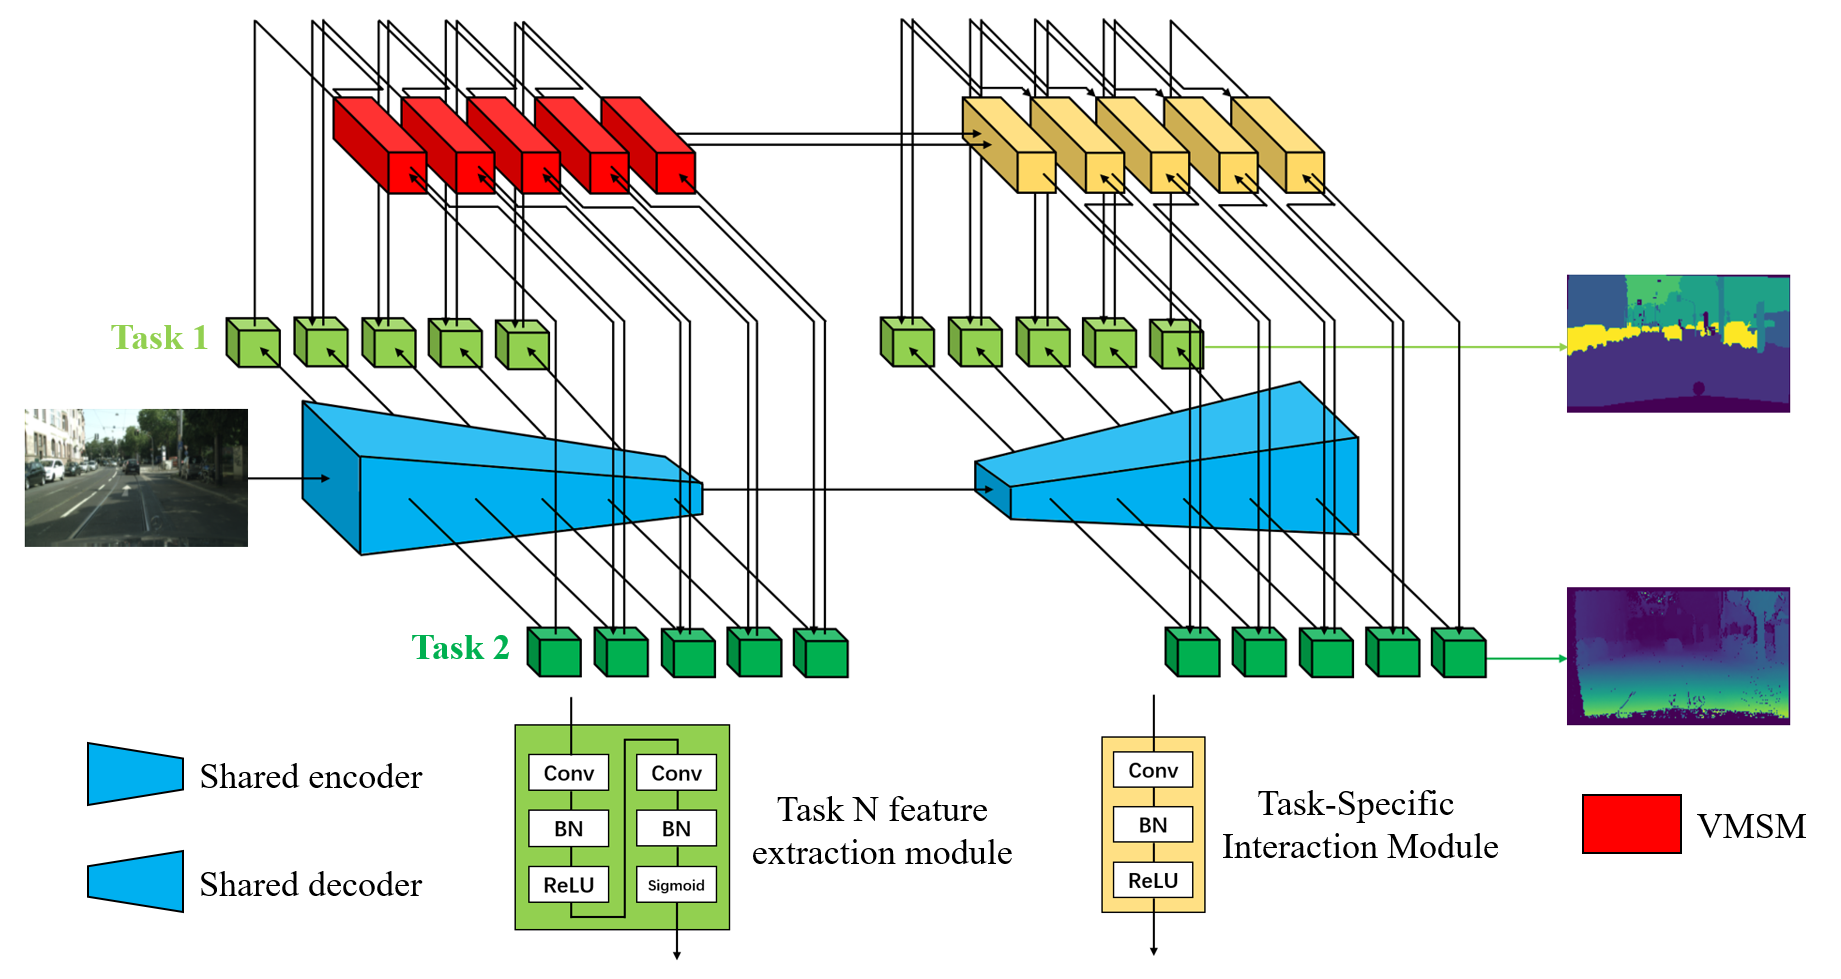 Task 1
Task 2
Shared encoder
Shared decoder
Conv
BN
ReLU
Conv
BN
Sigmoid
Task N feature
extraction module
Conv
BN
ReLU
Task-Specific
Interaction Module
VMSM